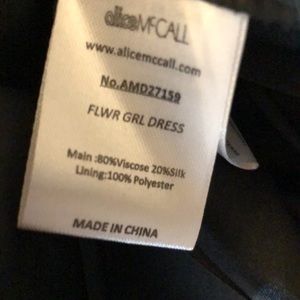 aliceMCCALL
www.alicemccall.com
No.AMD27159
FLWR GRL DRESS
Main :80%Viscose 20%Silk
Lining:100% Polyester
MADE IN CHINA